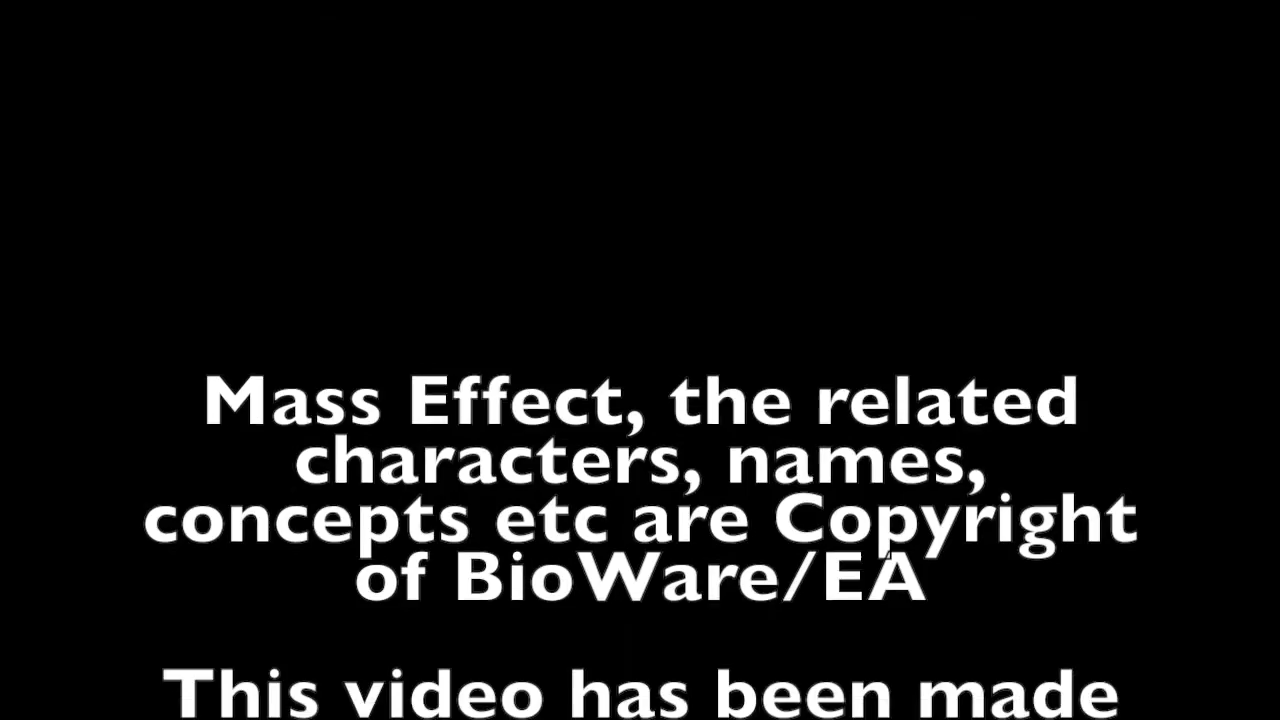 Mass Effect, the related
characters, names,
concepts etc are Copyright
of BioWare/EA
This video has been made